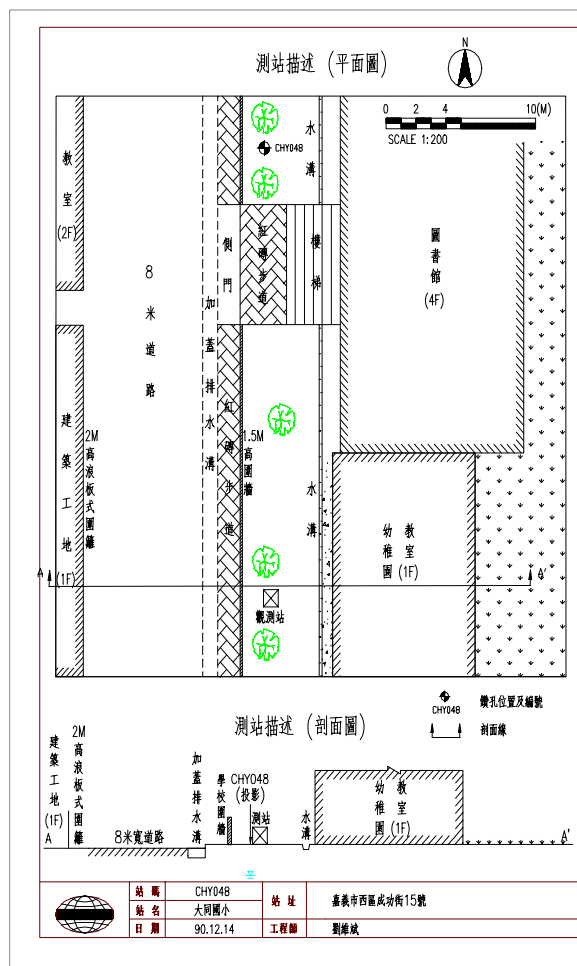 測站描述 (平面圖)
N
0 2 4 10(M)
SCALE 1:200
教室
(2F)
8米道路
加蓋排水溝
側門
紅磚步道
樓梯
水溝
CHY048
圖書館
(4F)
建築工地
(1F)
2M高浪板式圍籬
紅磚步道
1.5M高圍牆
水溝
幼稚園教室
(1F)
A A'
觀測站
CHY048 鑽孔位置及編號
剖面線
測站描述 (剖面圖)
建築工地
(1F)
A
2M高浪板式圍籬
8米寬道路
加蓋排水溝
學校圍牆
CHY048
(投影)
測站
水溝
幼稚園教室
(1F)
A'
站碼 CHY048 站址 嘉義市西區成功街15號
站名 大同國小
日期 90.12.14 工程師 劉維斌